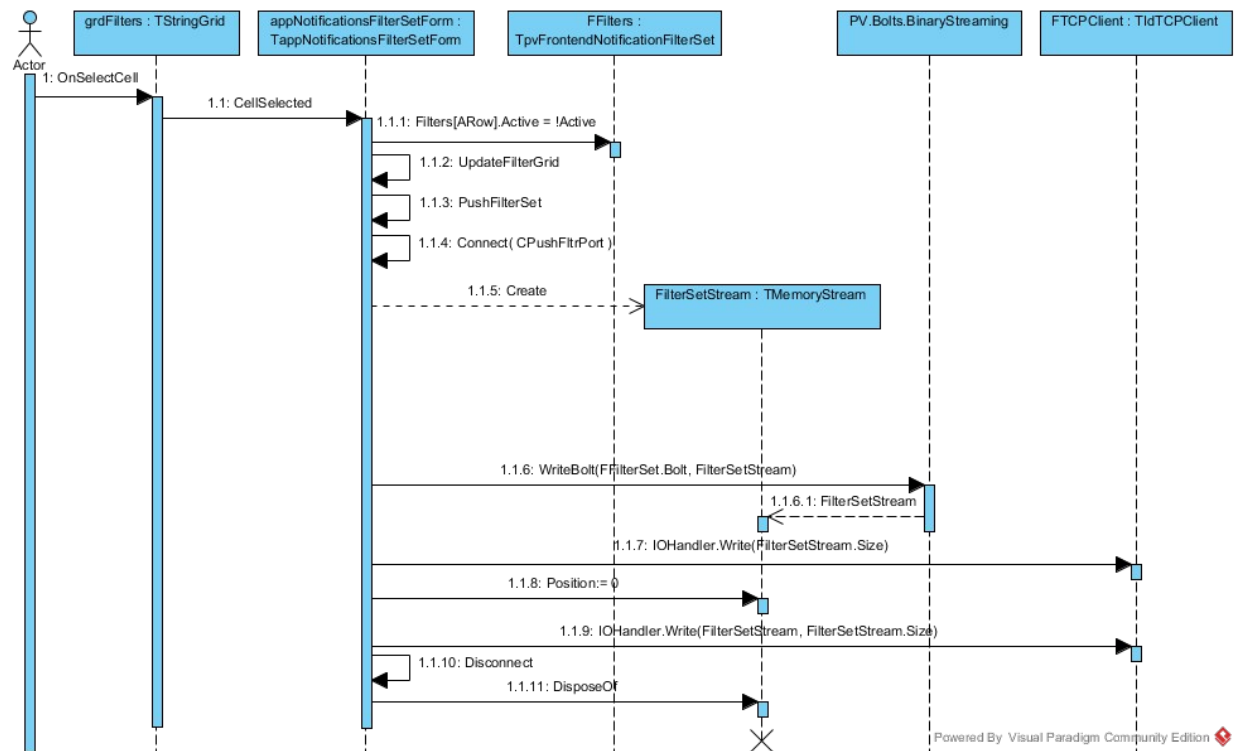 grdFilters : TStringGrid
appNotificationsFilterSetForm :
TappNotificationsFilterSetForm
FFilters :
TpvFrontendNotificationFilterSet
PV.Bolts.BinaryStreaming
FTCPClient : TIdTCPClient
Actor
1: OnSelectCell
1.1: CellSelected
1.1.1: Filters[ARow].Active = !Active
1.1.2: UpdateFilterGrid
1.1.3: PushFilterSet
1.1.4: Connect( CPushFltrPort )
1.1.5: Create
FilterSetStream : TMemoryStream
1.1.6: WriteBolt(FFilterSet.Bolt, FilterSetStream)
1.1.6.1: FilterSetStream
1.1.7: IOHandler.Write(FilterSetStream.Size)
1.1.8: Position:= 0
1.1.9: IOHandler.Write(FilterSetStream, FilterSetStream.Size)
1.1.10: Disconnect
1.1.11: DisposeOf
Powered By Visual Paradigm Community Edition